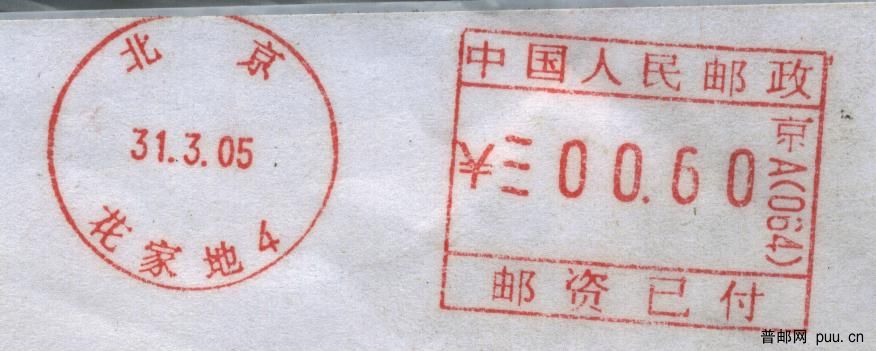 北京
31.3.05
花家地4
中国人民邮政
00.60
京A(064)
邮资已付
普邮网 puu.cn